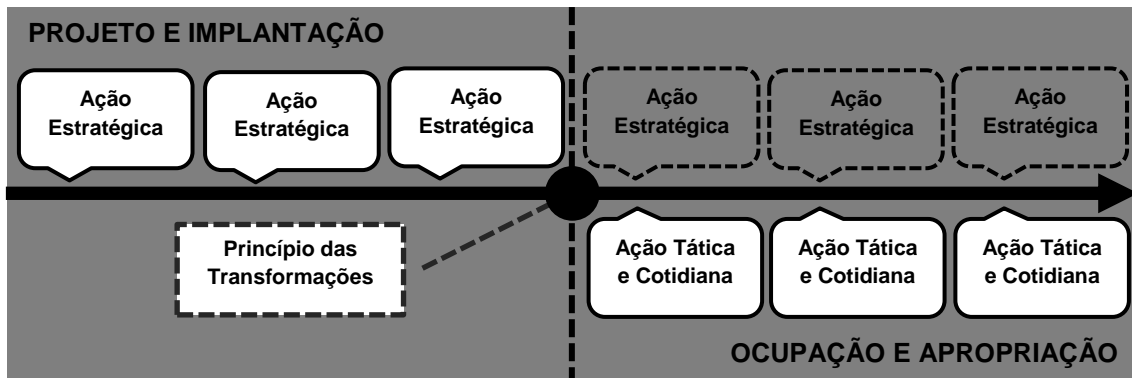 PROJETO E IMPLANTAÇÃO
Ação
Estratégica
Ação
Estratégica
Ação
Estratégica
Ação
Estratégica
Ação
Estratégica
Ação
Estratégica
Princípio das
Transformações
Ação Tática
e Cotidiana
Ação Tática
e Cotidiana
Ação Tática
e Cotidiana
OCUPAÇÃO E APROPRIAÇÃO